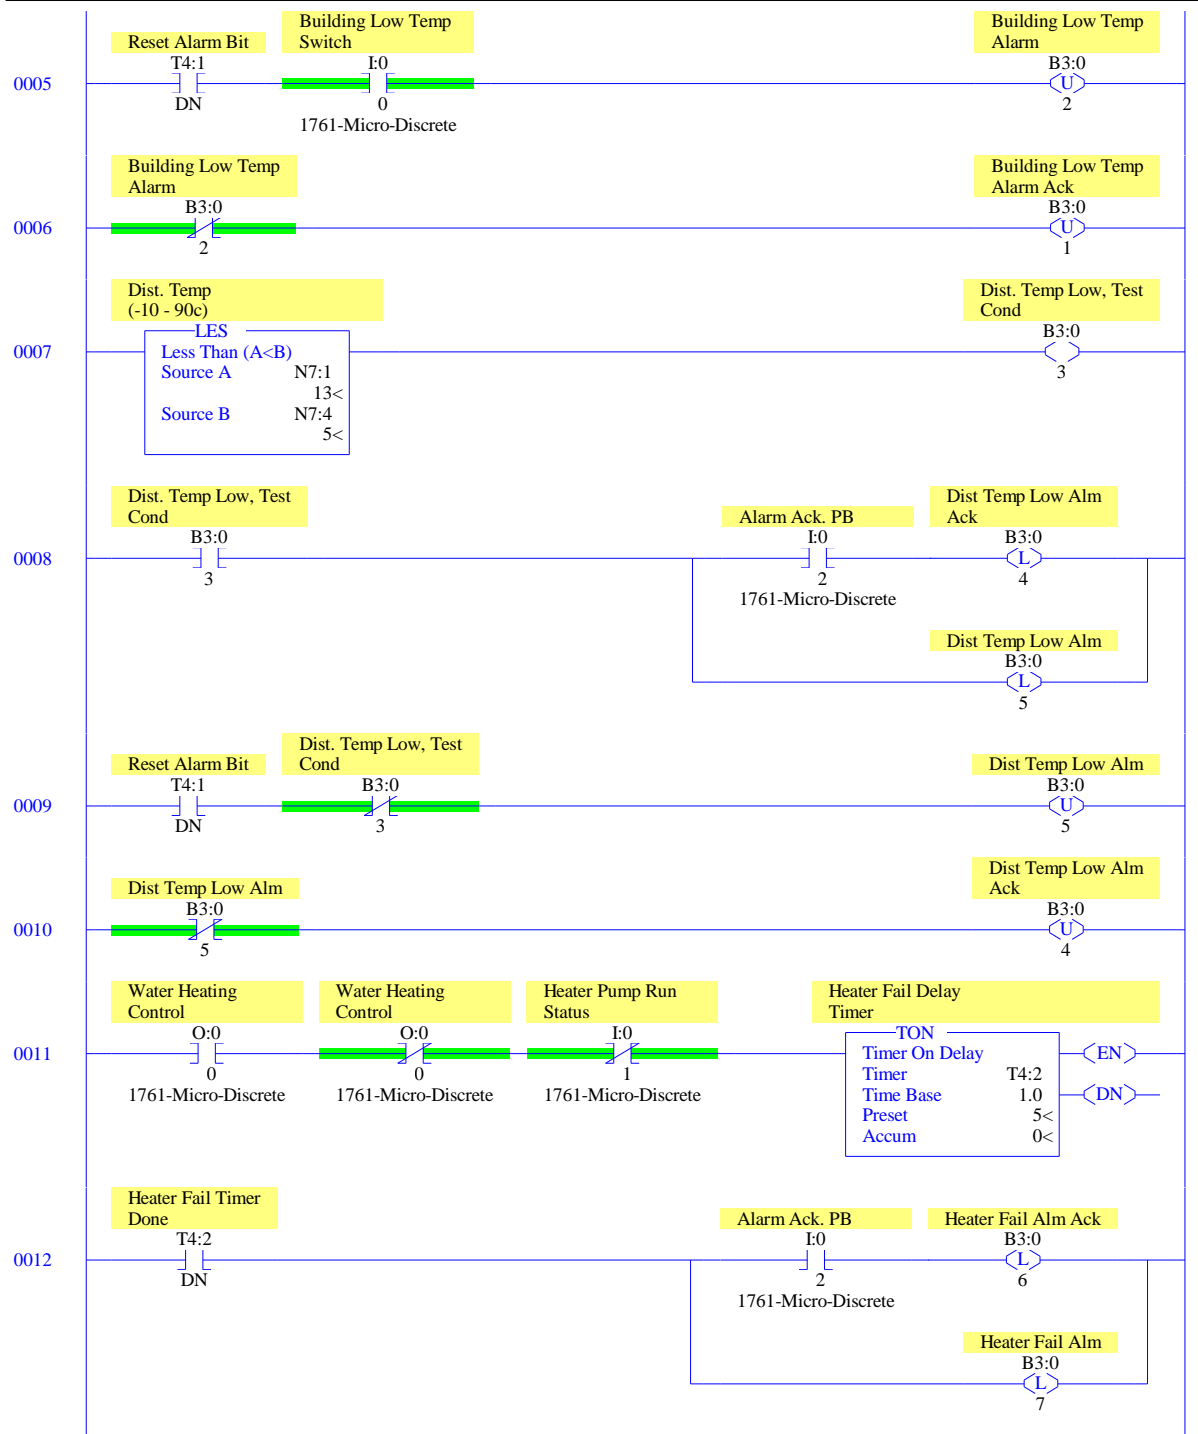 Building Low Temp
Switch
Building Low Temp
Alarm
Reset Alarm Bit
T4:1
I:0
B3:0
0005
U
DN
0
2
1761-Micro-Discrete
Building Low Temp
Alarm
Building Low Temp
Alarm Ack
B3:0
B3:0
0006
U
2
1
Dist. Temp
(-10 - 90c)
Dist. Temp Low, Test
Cond
LES
B3:0
0007
Less Than (A<B)
Source A N7:1
13<
Source B N7:4
5<
3
Dist. Temp Low, Test
Cond
Alarm Ack. PB
Dist Temp Low Alm
Ack
B3:0
I:0
B3:0
0008
L
3
2
4
1761-Micro-Discrete
Dist Temp Low Alm
B3:0
L
5
Reset Alarm Bit
Dist. Temp Low, Test
Cond
Dist Temp Low Alm
T4:1
B3:0
B3:0
0009
U
DN
3
5
Dist Temp Low Alm
Dist Temp Low Alm
Ack
B3:0
B3:0
0010
U
5
4
Water Heating
Control
Water Heating
Control
Heater Pump Run
Status
Heater Fail Delay
Timer
O:0
O:0
I:0
TON
0011
0
0
1
1761-Micro-Discrete
1761-Micro-Discrete
1761-Micro-Discrete
Timer On Delay
Timer T4:2
Time Base 1.0
Preset 5<
Accum 0<
EN
DN
Heater Fail Timer
Done
Alarm Ack. PB
Heater Fail Alm Ack
T4:2
I:0
B3:0
0012
L
DN
2
6
1761-Micro-Discrete
Heater Fail Alm
B3:0
L
7